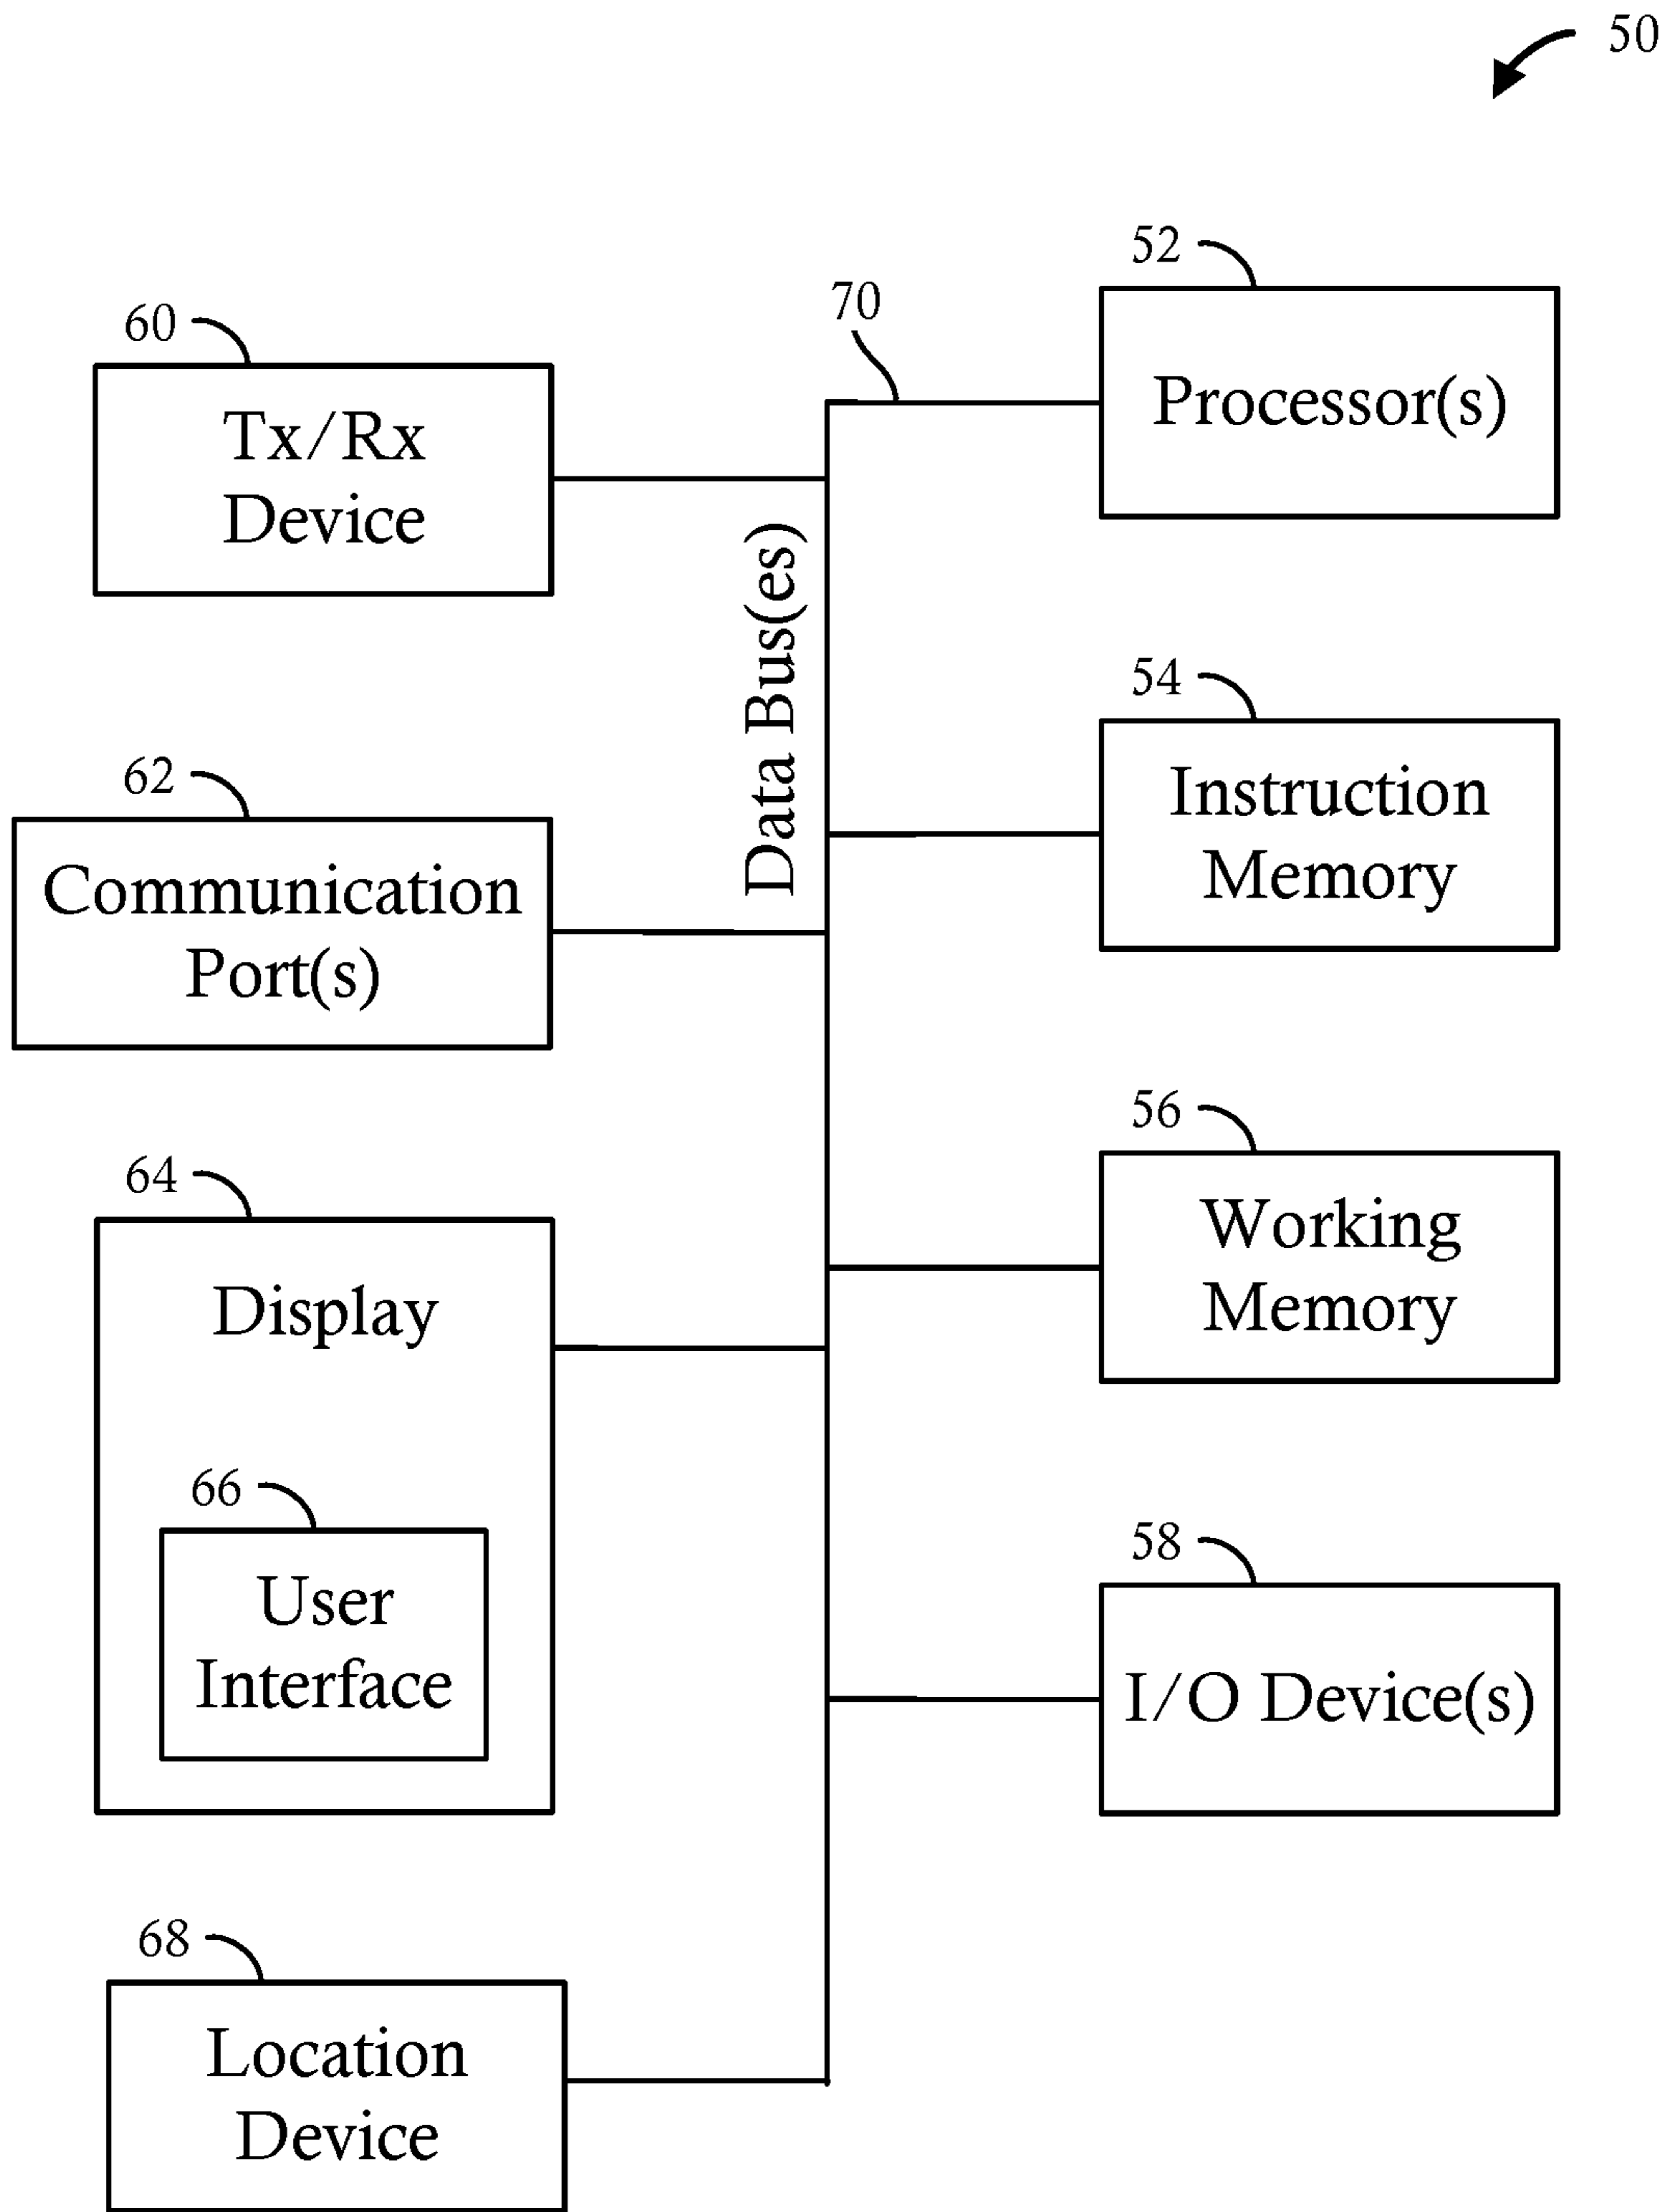 50
52
Processor(s)
70
60
Tx/Rx
Device
Data Bus(es)
54
Instruction
Memory
62
Communication
Port(s)
56
Working
Memory
64
Display
66
User
Interface
58
I/O Device(s)
68
Location
Device